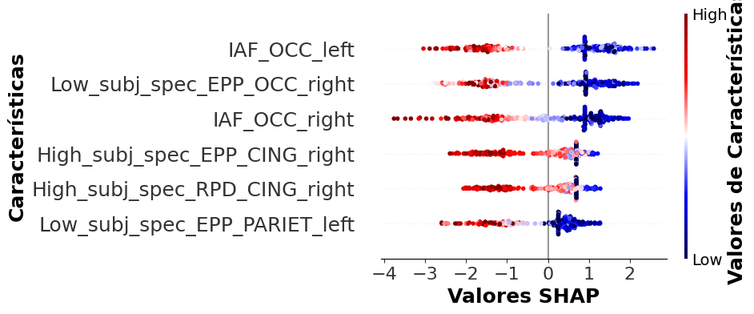 Características
IAF_OCC_left
Low_subj_spec_EPP_OCC_right
IAF_OCC_right
High_subj_spec_EPP_CING_right
High_subj_spec_RPD_CING_right
Low_subj_spec_EPP_PARIET_left
−4 −3 −2 −1 0 1 2
Valores SHAP
High
Low
Valores de Características